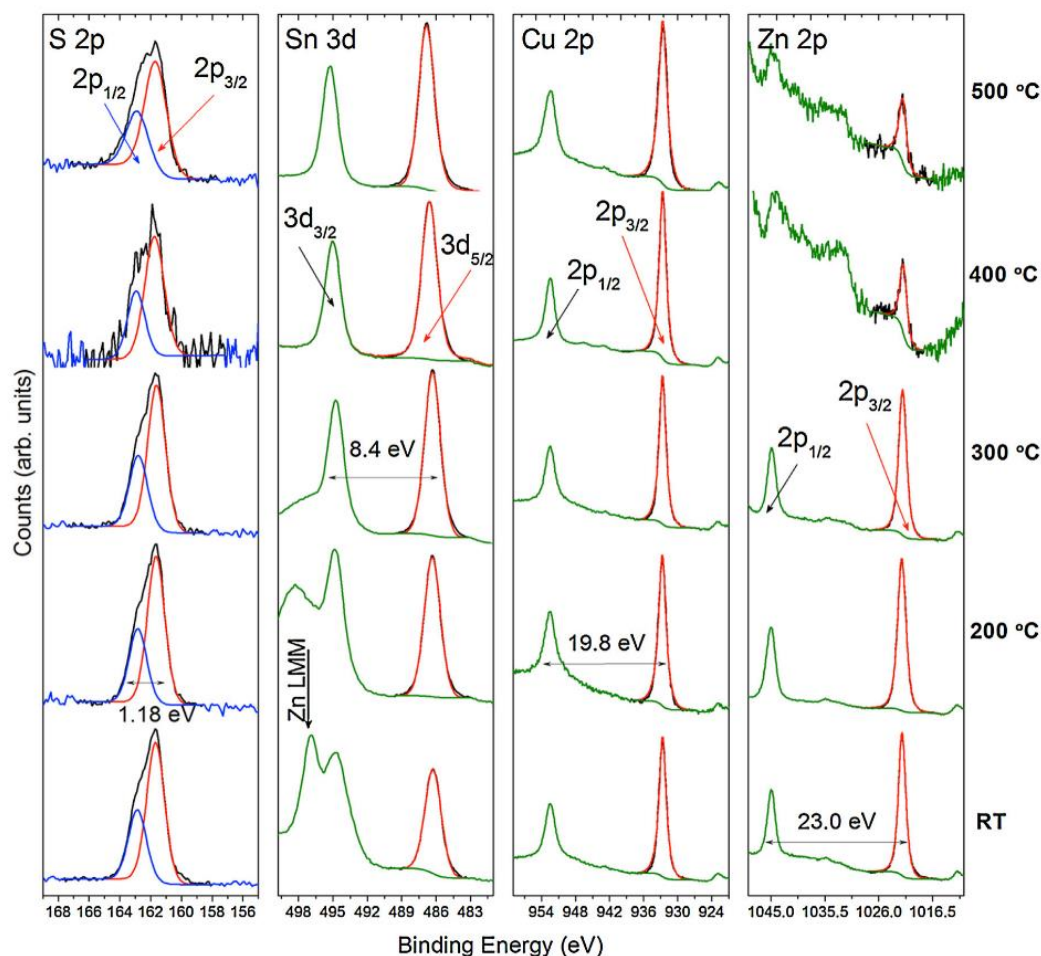 S 2p
Sn 3d
Cu 2p
Zn 2p
2p1/2
2p3/2
500 °C
3d3/2
3d5/2
2p3/2
2p1/2
400 °C
8.4 eV
2p3/2
2p1/2
300 °C
1.18 eV
Zn LMM
19.8 eV
200 °C
23.0 eV
RT
Counts (arb. units)
168 166 164 162 160 158 156
498 495 492 489 486 483
954 948 942 936 930 924
1045.0 1035.5 1026.0 1016.5
Binding Energy (eV)